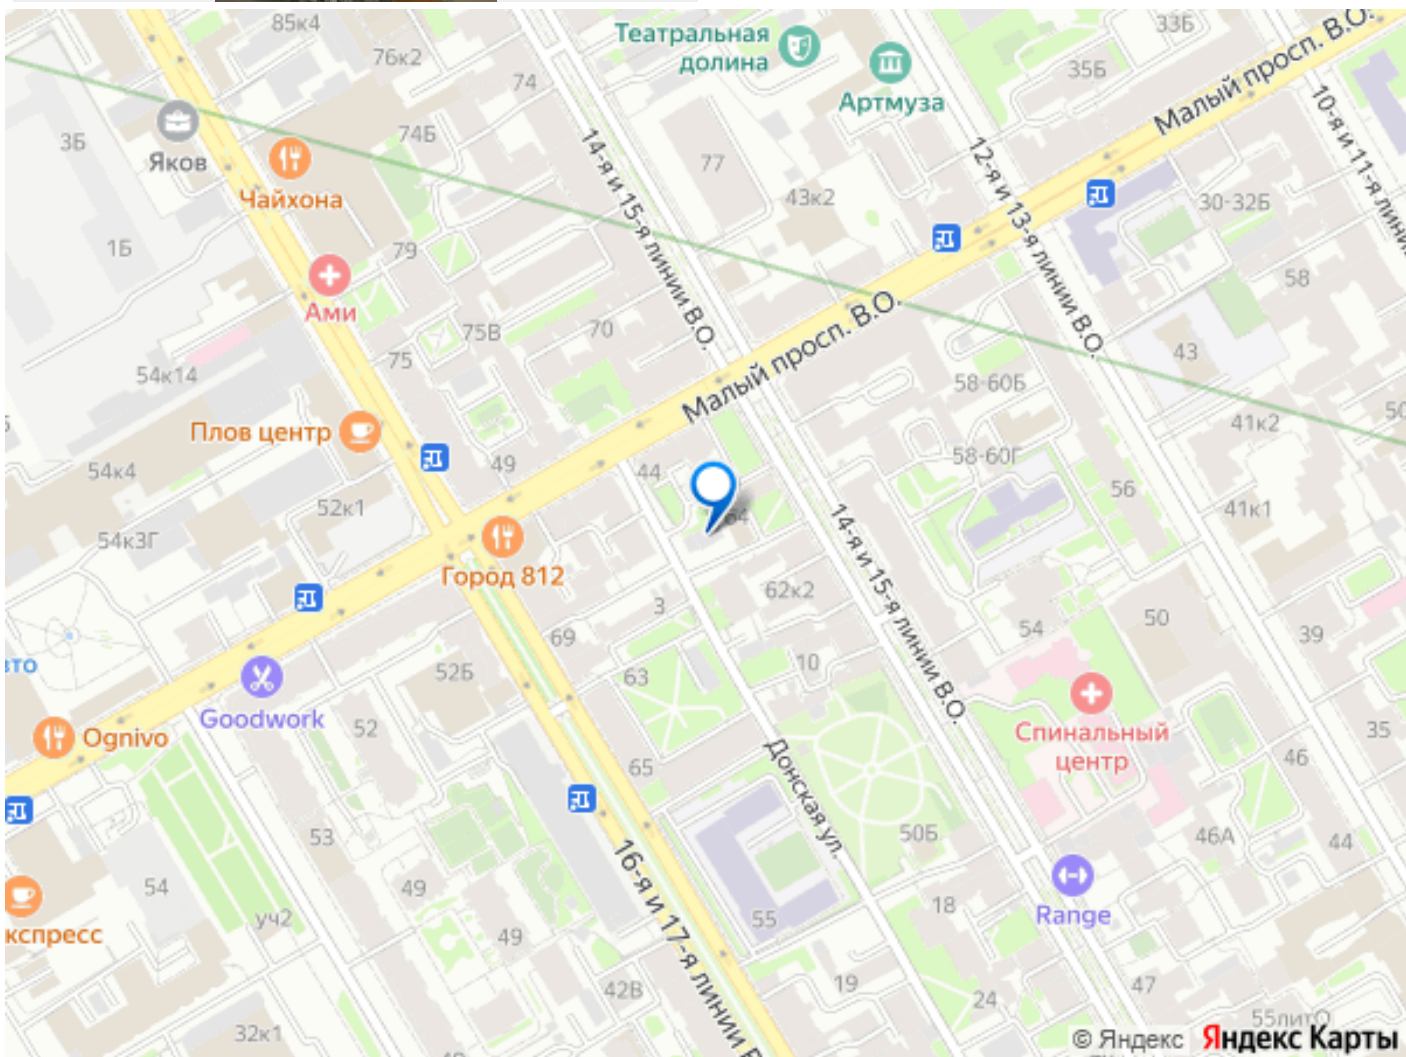 85к4
76к2
74
Театральная
долина
Артмуза
33Б
35Б
Малый просп. В.О.
3Б
Яков
74Б
Чайхона
14-я и 15-я линии В.О.
77
43к2
12-я и 13-я линии В.О.
10-я и 11-я лини
30-32Б
1Б
79
Ами
75В
70
58
54к14
75
Малый просп. В.О.
58-60Б
43
Плов центр
49
44
58-60Г
41к2
50
54к4
52к1
64
56
41к1
54к3Г
Город 812
14-я и 15-я линии В.О.
62к2
3
69
54
50
39
52Б
63
10
Goodwork
52
Ognivo
Спинальный
центр
46
35
65
Донская ул.
53
50Б
46А
44
54
49
16-я и 17-я линии В
уч2
кспресс
49
55
18
Range
42В
19
24
47
32к1
55литО
© Яндекс Яндекс Карты